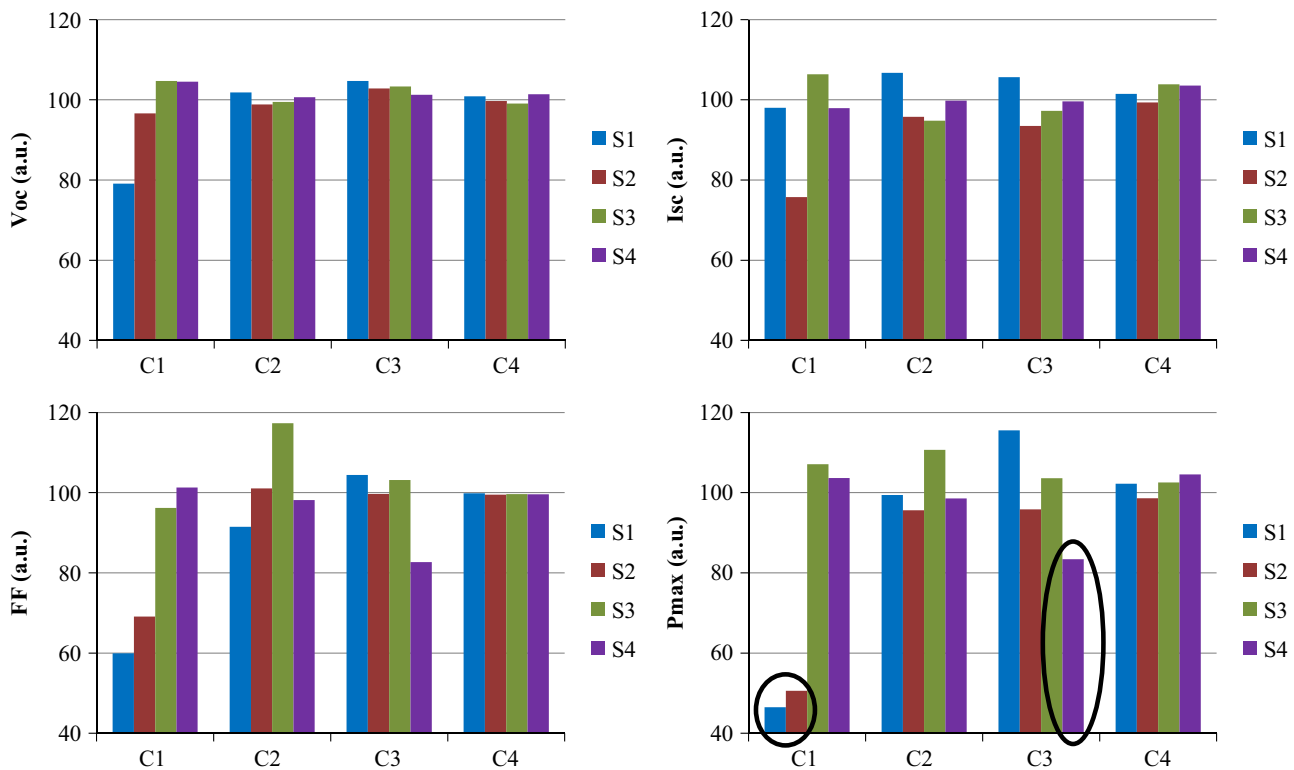 120
100
80
60
40
Voc (a.u.)
C1 C2 C3 C4
S1
S2
S3
S4
120
100
80
60
40
Isc (a.u.)
C1 C2 C3 C4
S1
S2
S3
S4
120
100
80
60
40
FF (a.u.)
C1 C2 C3 C4
S1
S2
S3
S4
120
100
80
60
40
Pmax (a.u.)
C1 C2 C3 C4
S1
S2
S3
S4